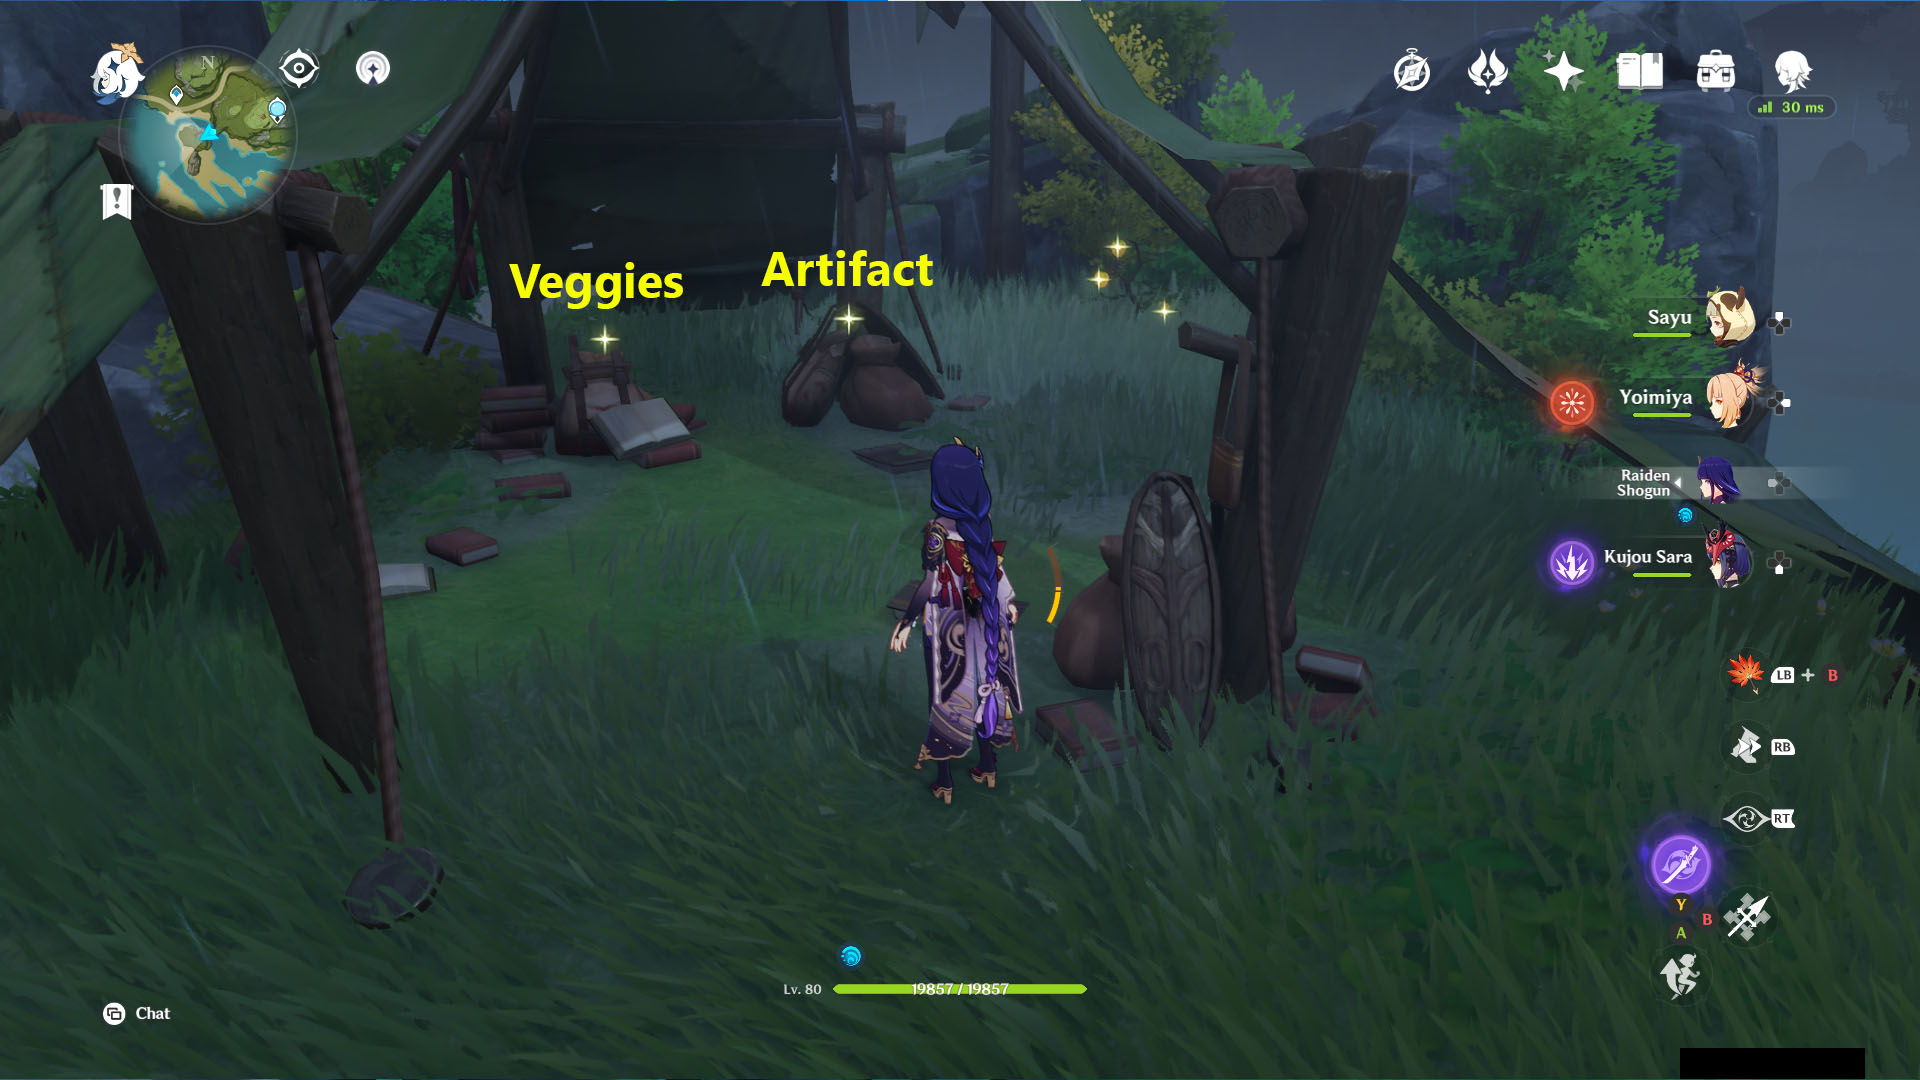 N
30 ms
Veggies
Artifact
Sayu
Yoimiya
Raiden
Shogun
Kujou Sara
LB + B
RB
RT
Y
B
A
Lv. 80
19857 / 19857
Chat